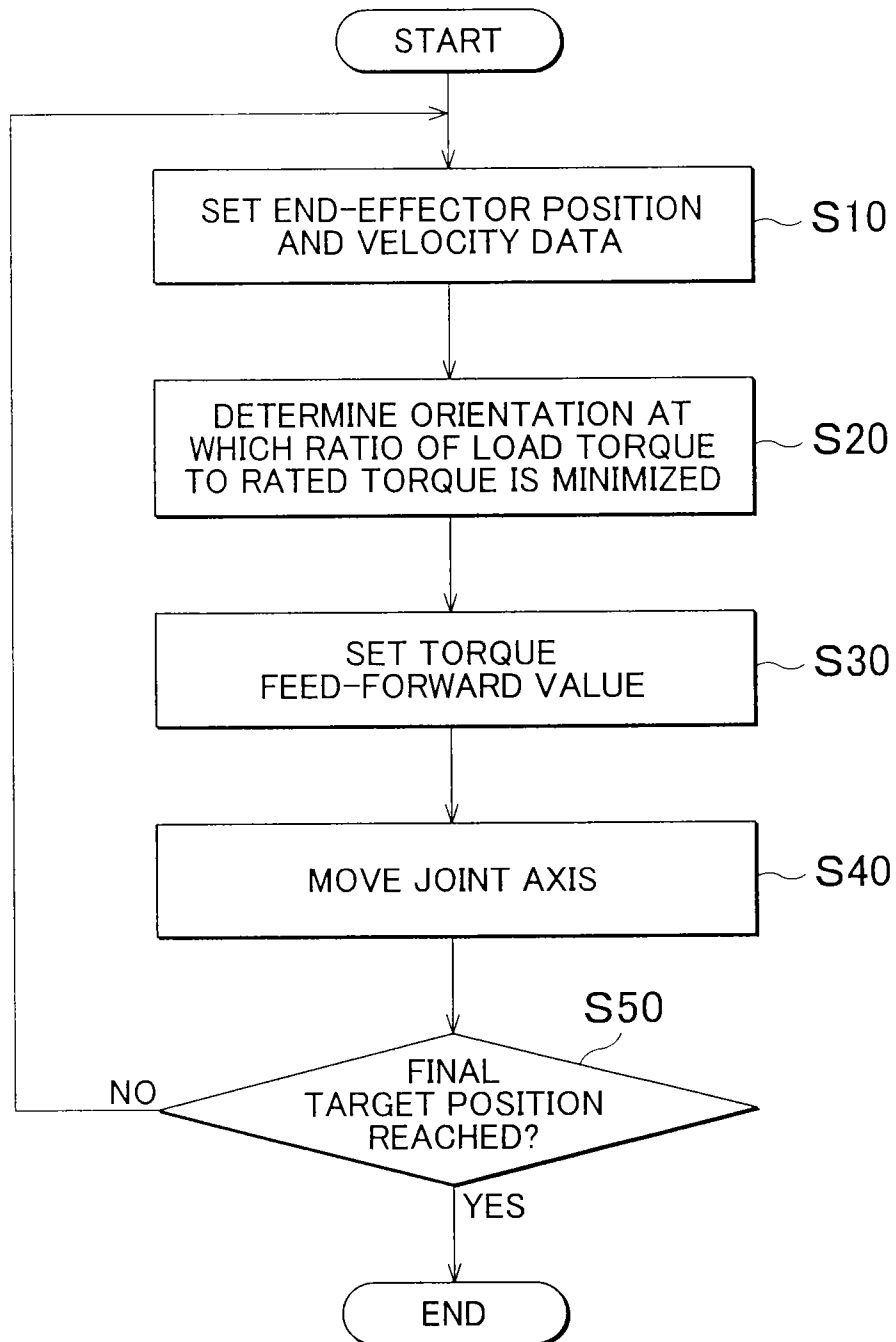 START
SET END-EFFECTOR POSITION
AND VELOCITY DATA
S10
DETERMINE ORIENTATION AT
WHICH RATIO OF LOAD TORQUE
TO RATED TORQUE IS MINIMIZED
S20
SET TORQUE
FEED-FORWARD VALUE
S30
MOVE JOINT AXIS
S40
S50
FINAL
TARGET POSITION
REACHED?
NO
YES
END